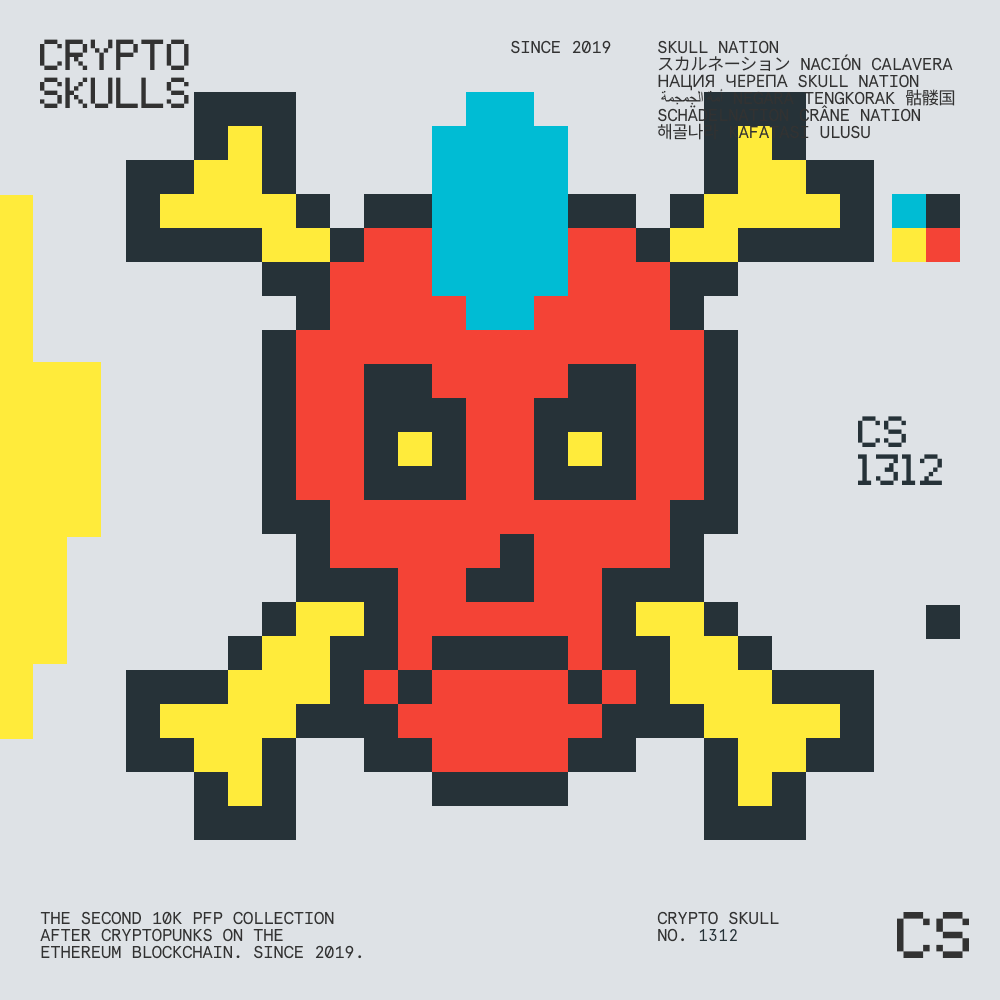 CRYPTO
SKULLS
SINCE 2019
SKULL NATION
スカルネーション NACIÓN CALAVERA
НАЦИЯ ЧЕРЕПА SKULL NATION
الجمجمة TENGKORAK 骷髅国
CRÂNE NATION
해골나 ULUSU
CS
1312
THE SECOND 10K PFP COLLECTION
AFTER CRYPTOPUNKS ON THE
ETHEREUM BLOCKCHAIN. SINCE 2019.
CRYPTO SKULL
NO. 1312
CS